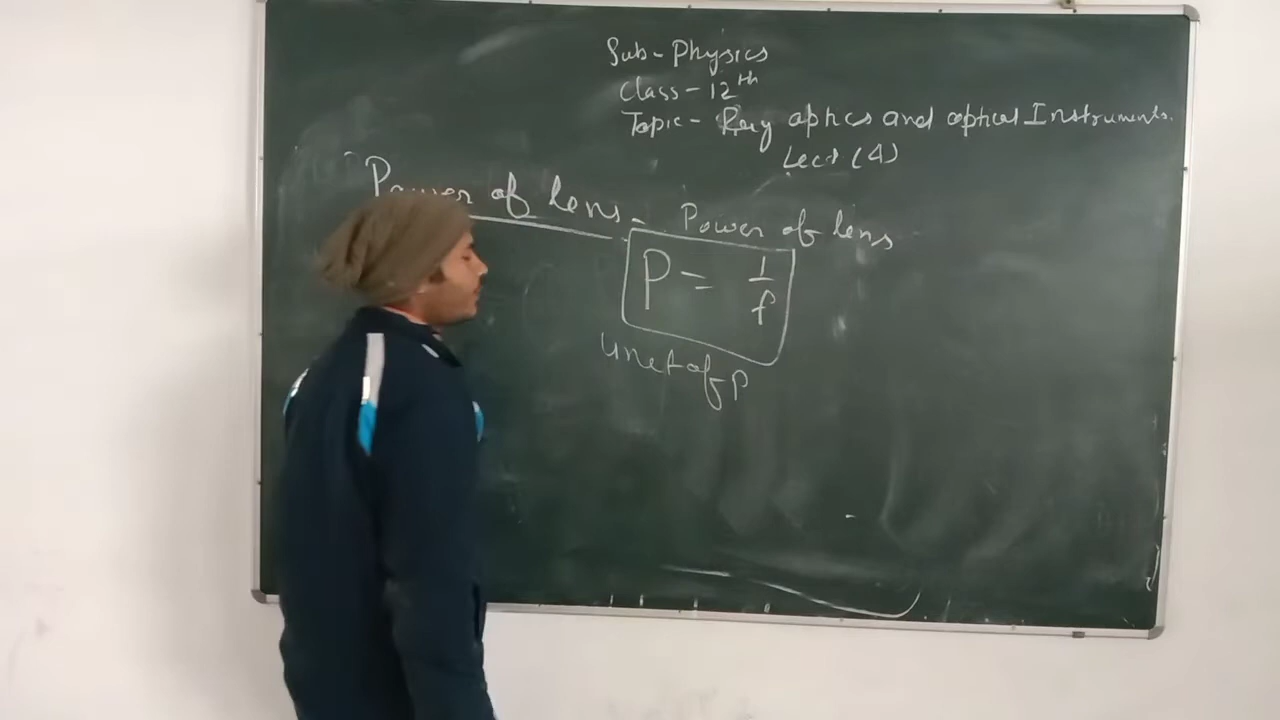 Sub - Physics
Class - 12th
Topic - Ray optics and optical Instruments.
Lect (4)
Power of lens - Power of lens
P = 1/f
Unit of P